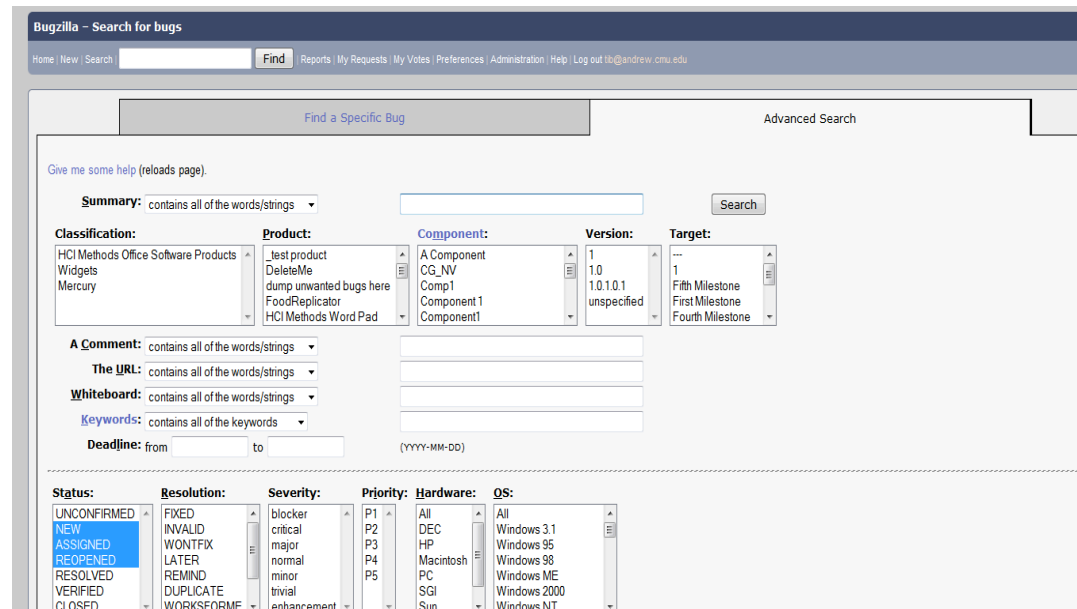 Bugzilla – Search for bugs
Home | New | Search | Find | Reports | My Requests | My Votes | Preferences | Administration | Help | Log out tlb@andrew.cmu.edu
Find a Specific Bug Advanced Search
Give me some help (reloads page).
Summary: contains all of the words/strings Search
Classification: Product: Component: Version: Target:
HCI Methods Office Software Products _test product A Component 1 ---
Widgets DeleteMe CG_NV 1.0 1
Mercury dump unwanted bugs here Comp1 1.0.1.0.1 Fifth Milestone
FoodReplicator Component 1 unspecified First Milestone
HCI Methods Word Pad Component1 Fourth Milestone
A Comment: contains all of the words/strings
The URL: contains all of the words/strings
Whiteboard: contains all of the words/strings
Keywords: contains all of the keywords
Deadline: from to (YYYY-MM-DD)
Status: Resolution: Severity: Priority: Hardware: OS:
UNCONFIRMED FIXED blocker P1 All All
NEW INVALID critical P2 DEC Windows 3.1
ASSIGNED WONTFIX major P3 HP Windows 95
REOPENED LATER normal P4 Macintosh Windows 98
RESOLVED REMIND minor P5 PC Windows ME
VERIFIED DUPLICATE trivial SGI Windows 2000
CLOSED WORKSFORME enhancement Sun Windows NT